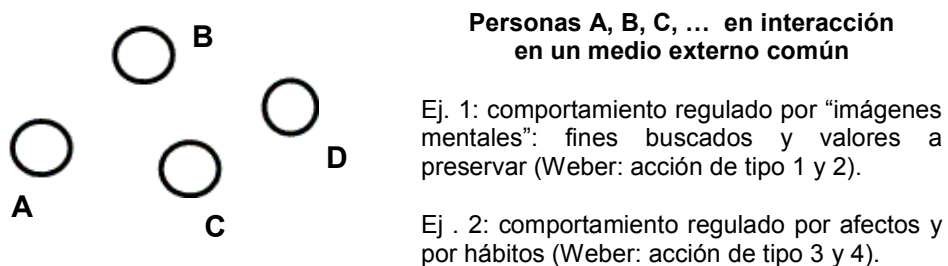 B
D
A
C
Personas A, B, C, … en interacción
en un medio externo común
Ej. 1: comportamiento regulado por “imágenes
mentales”: fines buscados y valores a
preservar (Weber: acción de tipo 1 y 2).
Ej . 2: comportamiento regulado por afectos y
por hábitos (Weber: acción de tipo 3 y 4).